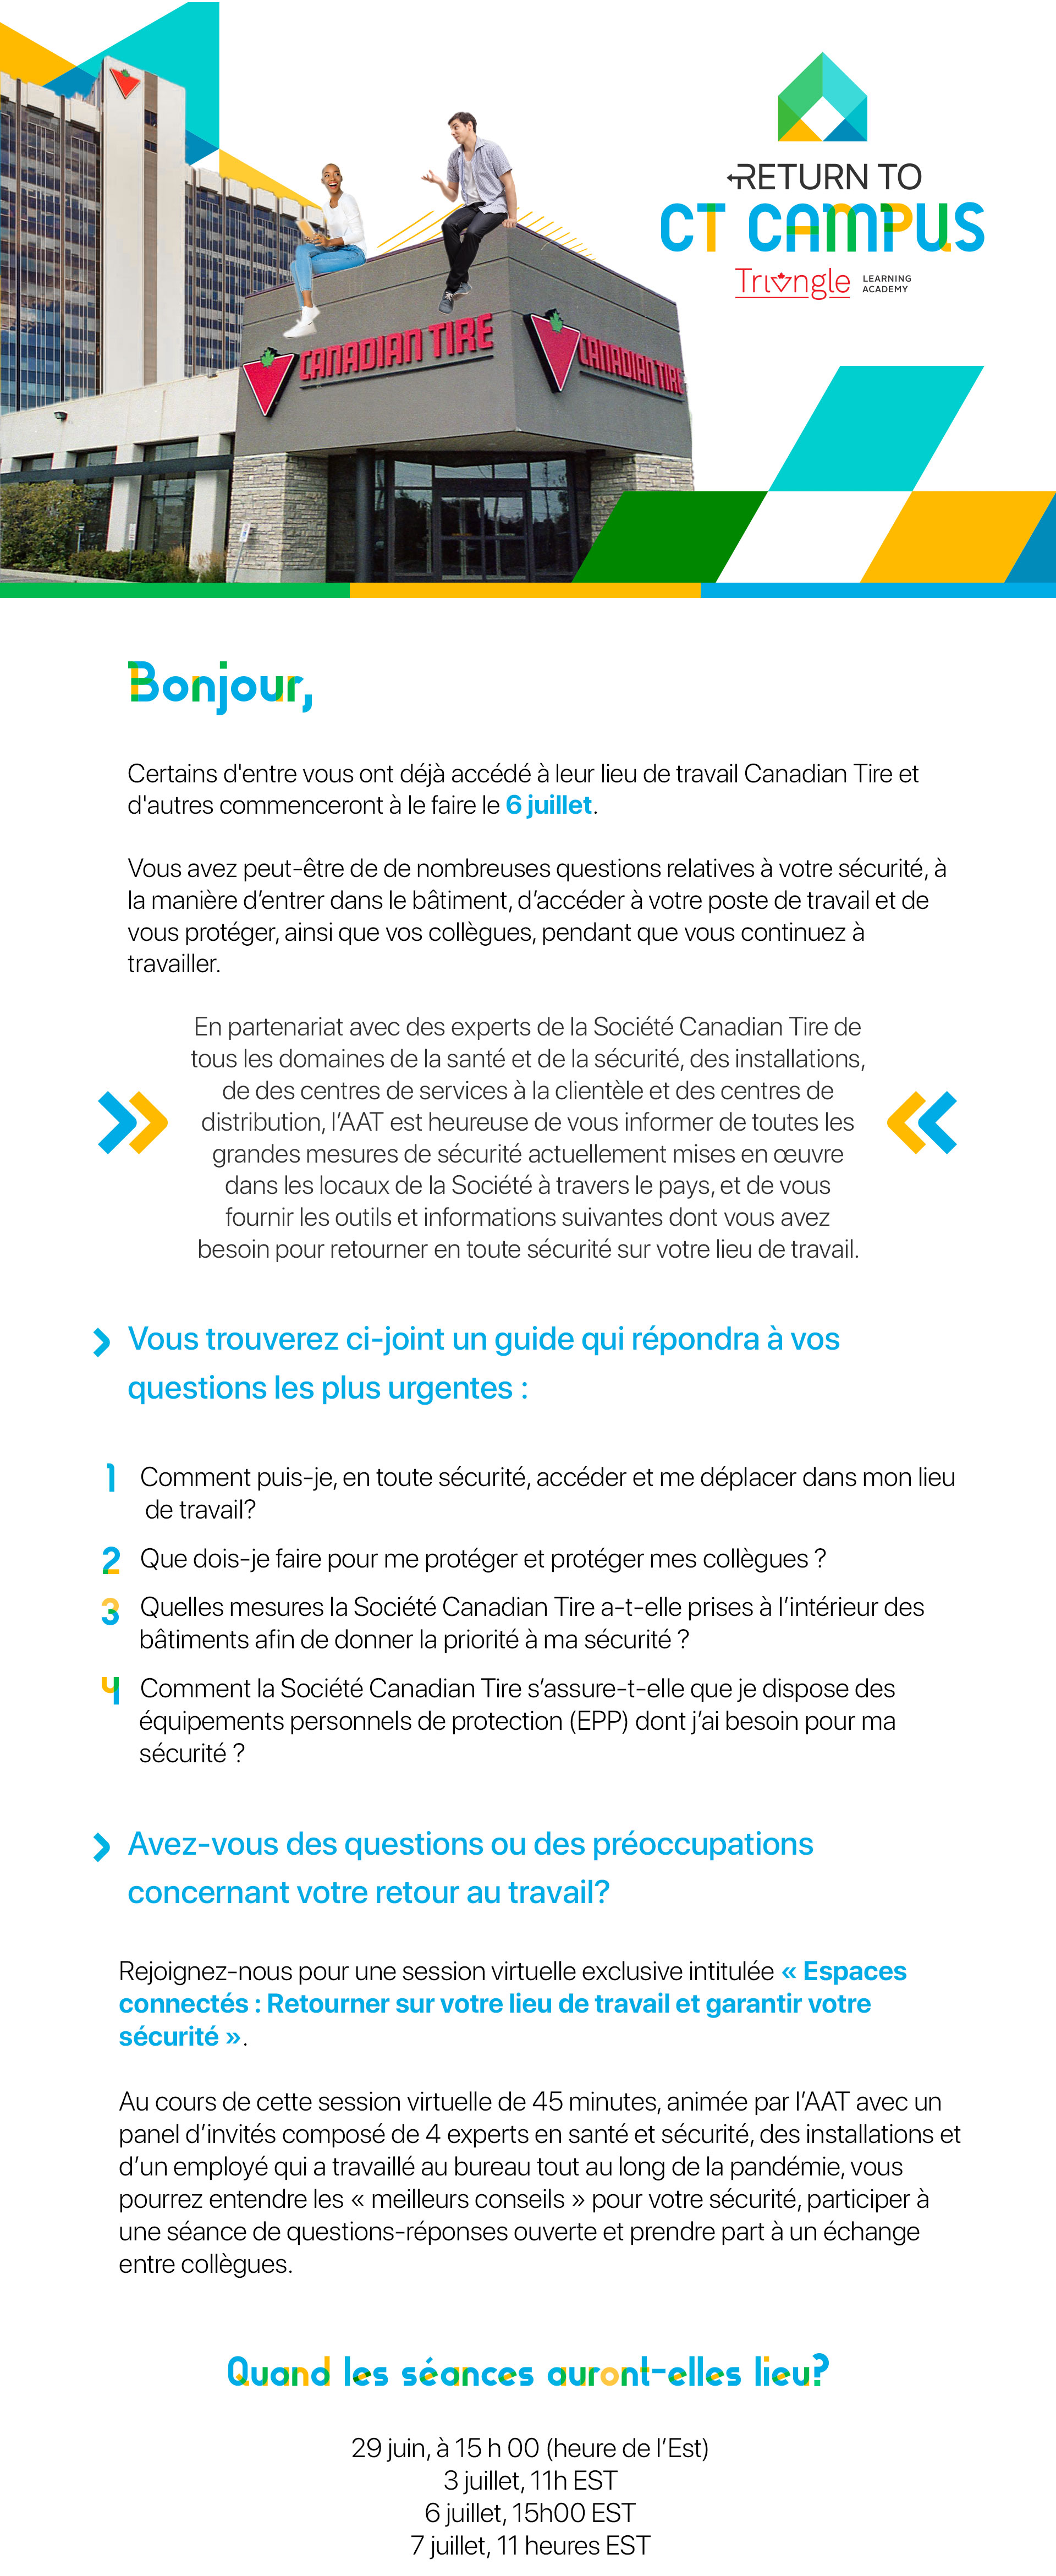 RETURN TO
CT CAMPUS
Triangle LEARNING
ACADEMY
CANADIAN TIRE
CANADIAN TIRE
Bonjour,
Certains d'entre vous ont déjà accédé à leur lieu de travail Canadian Tire et
d'autres commenceront à le faire le 6 juillet.
Vous avez peut-être de de nombreuses questions relatives à votre sécurité, à
la manière d’entrer dans le bâtiment, d’accéder à votre poste de travail et de
vous protéger, ainsi que vos collègues, pendant que vous continuez à
travailler.
En partenariat avec des experts de la Société Canadian Tire de
tous les domaines de la santé et de la sécurité, des installations,
de des centres de services à la clientèle et des centres de
distribution, l’AAT est heureuse de vous informer de toutes les
grandes mesures de sécurité actuellement mises en œuvre
dans les locaux de la Société à travers le pays, et de vous
fournir les outils et informations suivantes dont vous avez
besoin pour retourner en toute sécurité sur votre lieu de travail.
Vous trouverez ci-joint un guide qui répondra à vos
questions les plus urgentes :
1 Comment puis-je, en toute sécurité, accéder et me déplacer dans mon lieu
de travail?
2 Que dois-je faire pour me protéger et protéger mes collègues ?
3 Quelles mesures la Société Canadian Tire a-t-elle prises à l’intérieur des
bâtiments afin de donner la priorité à ma sécurité ?
4 Comment la Société Canadian Tire s’assure-t-elle que je dispose des
équipements personnels de protection (EPP) dont j’ai besoin pour ma
sécurité ?
Avez-vous des questions ou des préoccupations
concernant votre retour au travail?
Rejoignez-nous pour une session virtuelle exclusive intitulée « Espaces
connectés : Retourner sur votre lieu de travail et garantir votre
sécurité ».
Au cours de cette session virtuelle de 45 minutes, animée par l’AAT avec un
panel d’invités composé de 4 experts en santé et sécurité, des installations et
d’un employé qui a travaillé au bureau tout au long de la pandémie, vous
pourrez entendre les « meilleurs conseils » pour votre sécurité, participer à
une séance de questions-réponses ouverte et prendre part à un échange
entre collègues.
Quand les séances auront-elles lieu?
29 juin, à 15 h 00 (heure de l’Est)
3 juillet, 11h EST
6 juillet, 15h00 EST
7 juillet, 11 heures EST